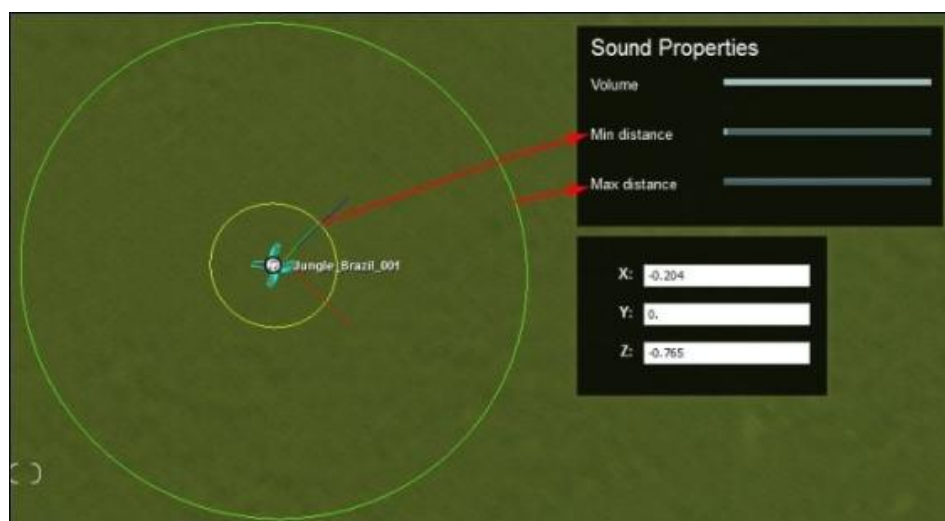 Sound Properties
Volume
Min distance
Max distance
Jungle_Brazil_001
X: -0.204
Y: 0.
Z: -0.765